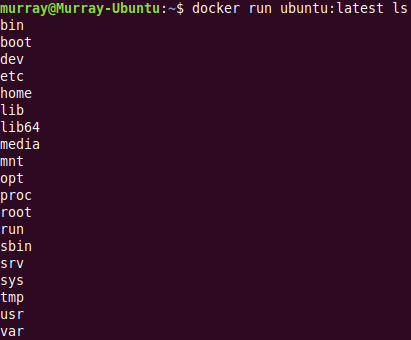 murray@Murray-Ubuntu:~$ docker run ubuntu:latest ls
bin
boot
dev
etc
home
lib
lib64
media
mnt
opt
proc
root
run
sbin
srv
sys
tmp
usr
var